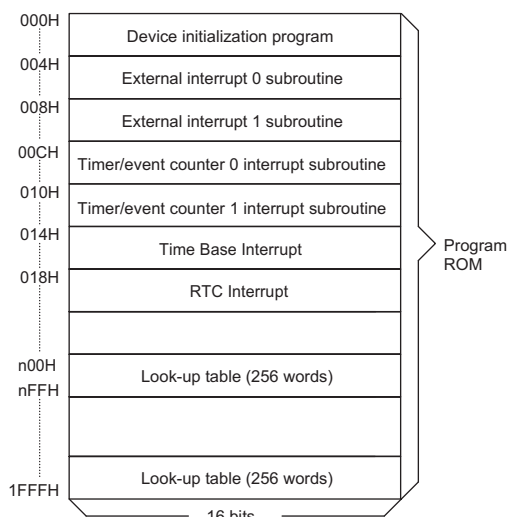 000H
Device initialization program
004H
External interrupt 0 subroutine
008H
External interrupt 1 subroutine
00CH
Timer/event counter 0 interrupt subroutine
010H
Timer/event counter 1 interrupt subroutine
014H
Time Base Interrupt
018H
RTC Interrupt
Program
ROM
n00H
Look-up table (256 words)
nFFH
Look-up table (256 words)
1FFFH
16 bits